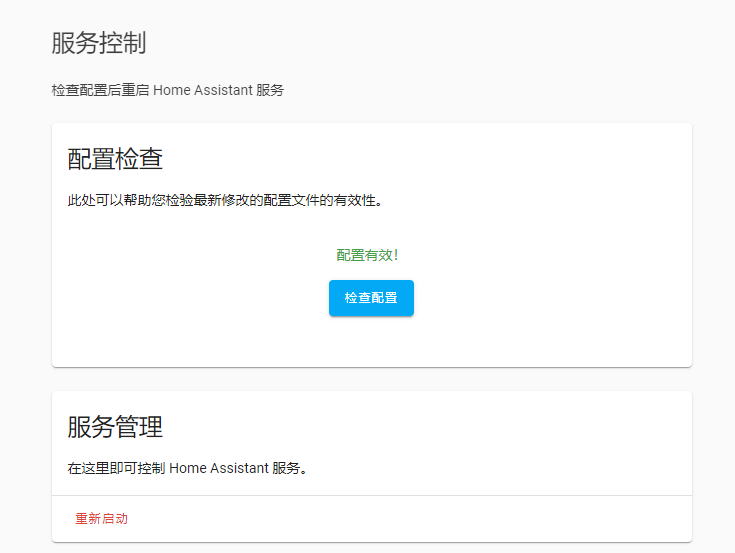 服务控制
检查配置后重启 Home Assistant 服务
配置检查
此处可以帮助您检验最新修改的配置文件的有效性。
配置有效！
检查配置
服务管理
在这里即可控制 Home Assistant 服务。
重新启动